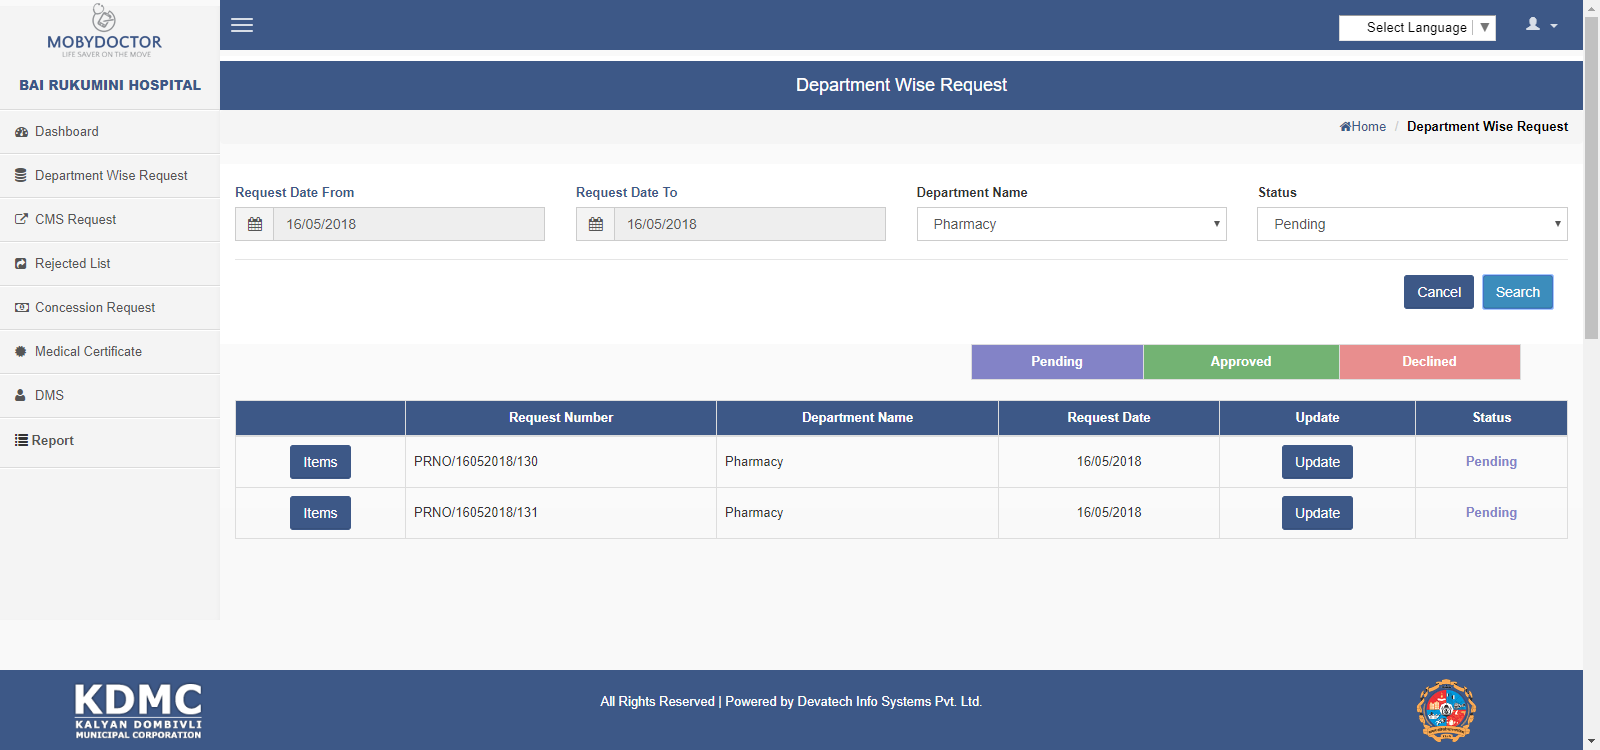 MOBYDOCTOR
LIFE SAVER ON THE MOVE
BAI RUKUMINI HOSPITAL
Dashboard
Department Wise Request
CMS Request
Rejected List
Concession Request
Medical Certificate
DMS
Report
Select Language ▼
Department Wise Request
Home / Department Wise Request
Request Date From
Request Date To
Department Name
Status
16/05/2018
16/05/2018
Pharmacy
Pending
Cancel
Search
Pending
Approved
Declined
Request Number
Department Name
Request Date
Update
Status
Items
PRNO/16052018/130
Pharmacy
16/05/2018
Update
Pending
Items
PRNO/16052018/131
Pharmacy
16/05/2018
Update
Pending
KDMC
KALYAN DOMBIVLI
MUNICIPAL CORPORATION
All Rights Reserved | Powered by Devatech Info Systems Pvt. Ltd.